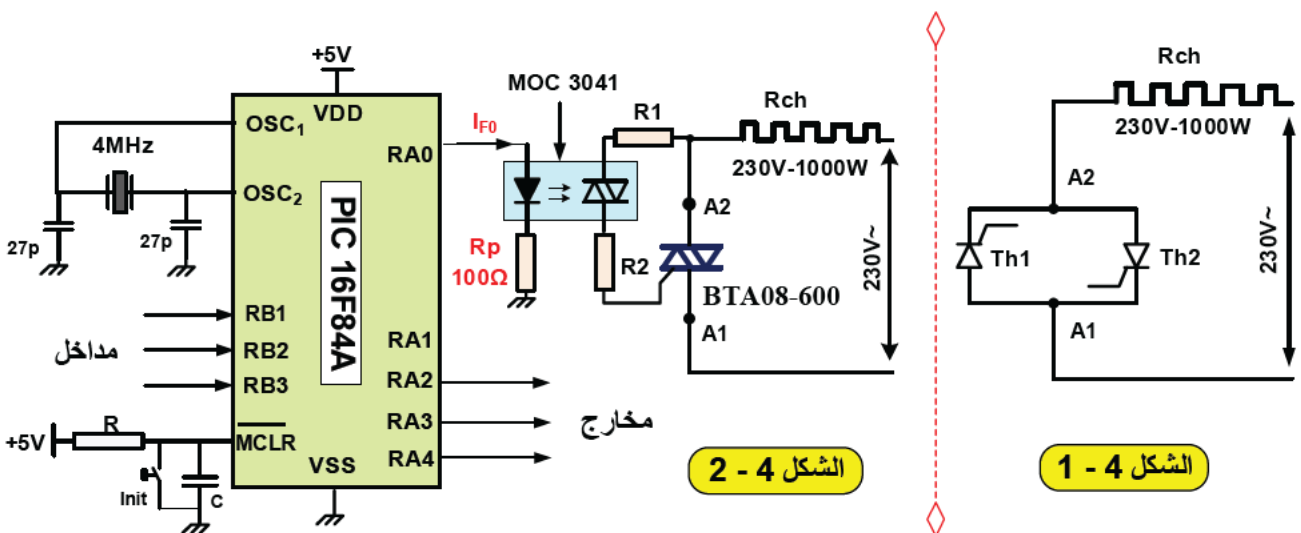 +5V
VDD
OSC1
4MHz
OSC2
27p
27p
PIC 16F84A
RB1
RB2
RB3
مداخل
R
+5V
MCLR
Init
C
VSS
RA0
RA1
RA2
RA3
RA4
مخارج
IF0
MOC 3041
Rp
100Ω
R1
R2
Rch
230V-1000W
A2
BTA08-600
A1
230V~
الشكل 4 - 2
Rch
230V-1000W
A2
Th1
Th2
A1
230V~
الشكل 4 - 1